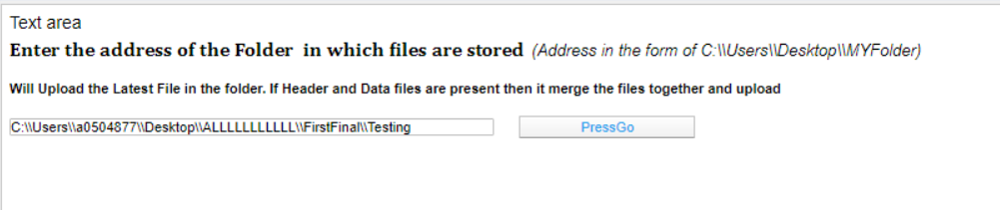 Text area
Enter the address of the Folder in which files are stored (Address in the form of C:\\Users\\Desktop\\MYFolder)
Will Upload the Latest File in the folder. If Header and Data files are present then it merge the files together and upload
C:\\Users\\a0504877\\Desktop\\ALLLLLLLLLLL\\FirstFinal\\Testing PressGo